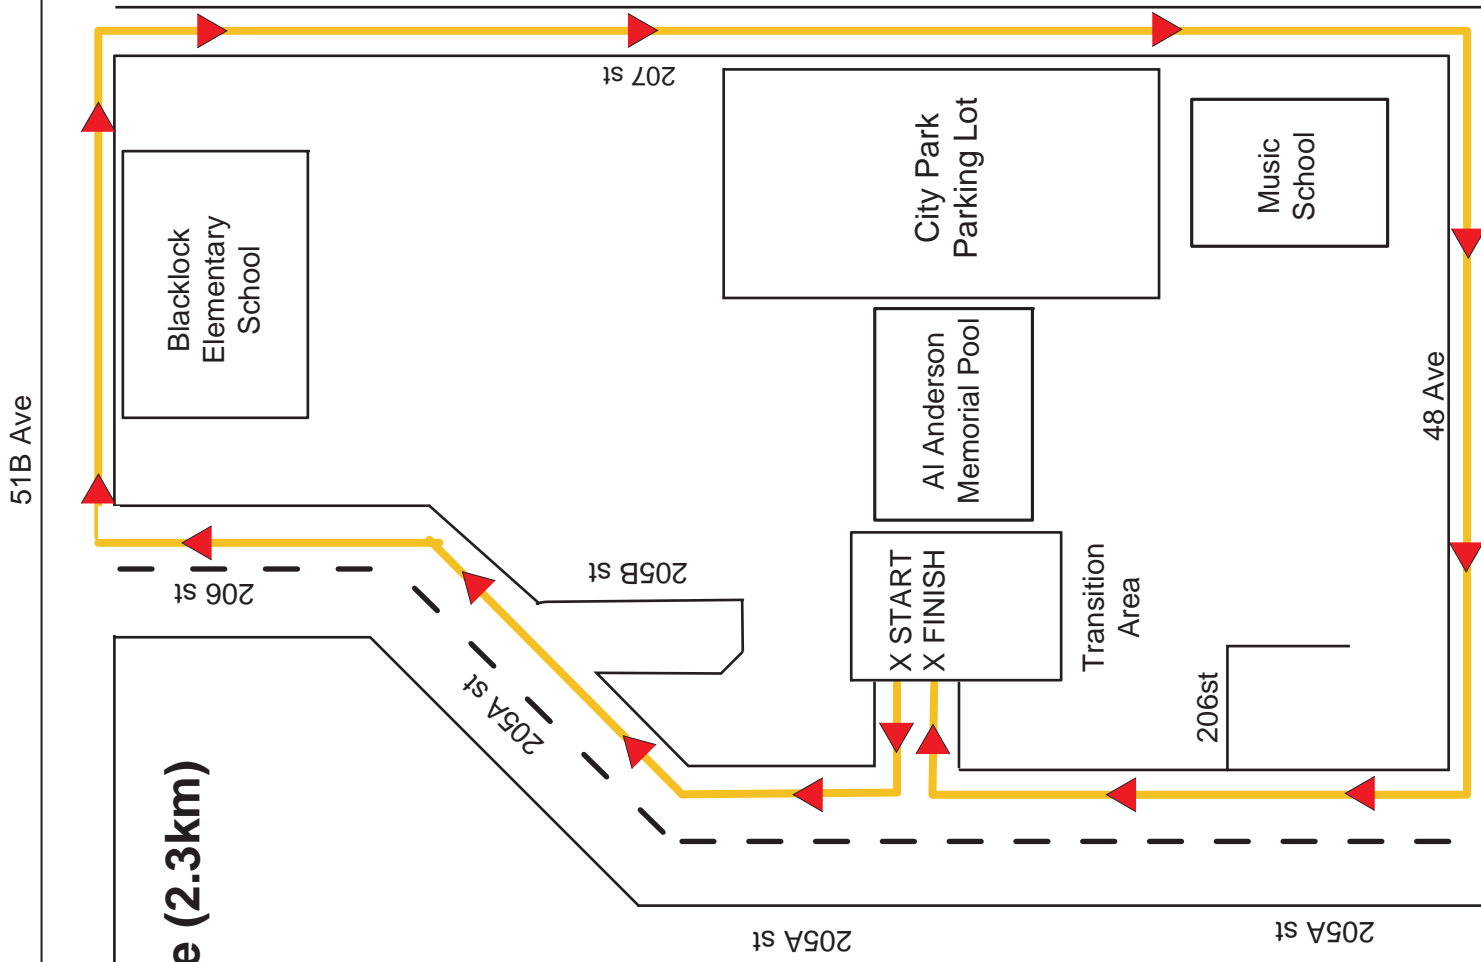 51B Ave
e (2.3km)
Blacklock
Elementary
School
206 st
205A st
205B st
207 st
City Park
Parking Lot
Al Anderson
Memorial Pool
X START
X FINISH
Transition
Area
Music
School
206st
48 Ave
205A st
205A st